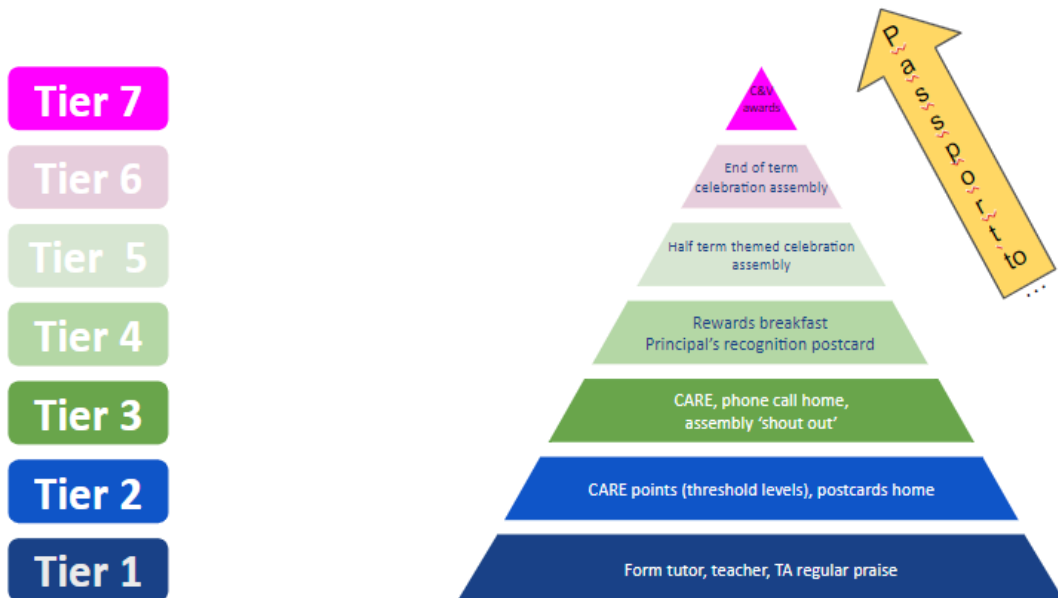 Tier 7
C&V
awards
Tier 6
End of term
celebration assembly
Tier  5
Half term themed celebration
assembly
Tier 4
Rewards breakfast
Principal's recognition postcard
Tier 3
CARE, phone call home,
assembly 'shout out'
Tier 2
CARE points (threshold levels), postcards home
Tier 1
Form tutor, teacher, TA regular praise
Passport to
...